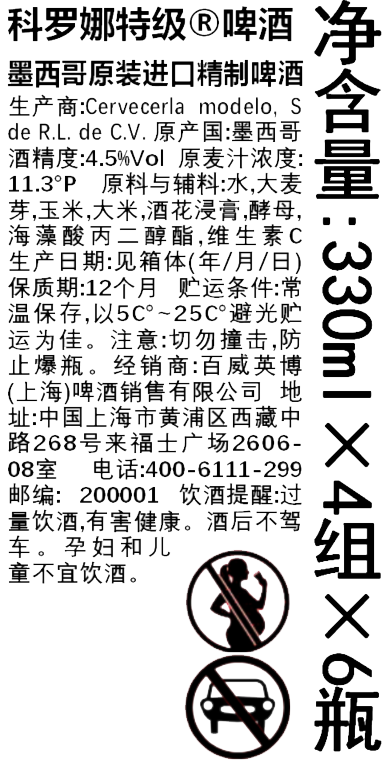 科罗娜特级®啤酒
墨西哥原装进口精制啤酒
生产商:Cervecerla modelo, S
de R.L. de C.V. 原产国:墨西哥
酒精度:4.5%Vol 原麦汁浓度:
11.3°P 原料与辅料:水,大麦
芽,玉米,大米,酒花浸膏,酵母,
海藻酸丙二醇酯,维生素C
生产日期:见箱体(年/月/日)
保质期:12个月 贮运条件:常
温保存,以5C°~25C°避光贮
运为佳。注意:切勿撞击,防
止爆瓶。经销商:百威英博
(上海)啤酒销售有限公司 地
址:中国上海市黄浦区西藏中
路268号来福士广场2606-
08室 电话:400-6111-299
邮编: 200001 饮酒提醒:过
量饮酒,有害健康。酒后不驾
车。孕妇和儿
童不宜饮酒。
净含量:330ml×4组×6瓶